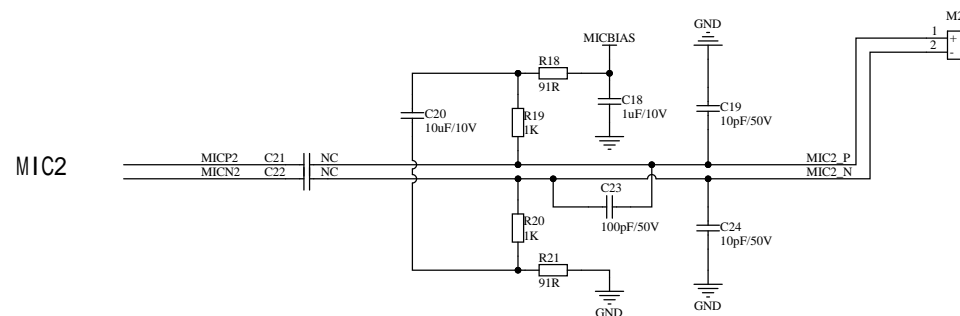 M2
GND
MICBIAS
1
+
2
-
R18
91R
C20
10uF/10V
R19
1K
C18
1uF/10V
C19
10pF/50V
MIC2
MICP2 C21 NC MIC2_P
MICN2 C22 NC MIC2_N
C23
100pF/50V
R20
1K
C24
10pF/50V
R21
91R
GND
GND